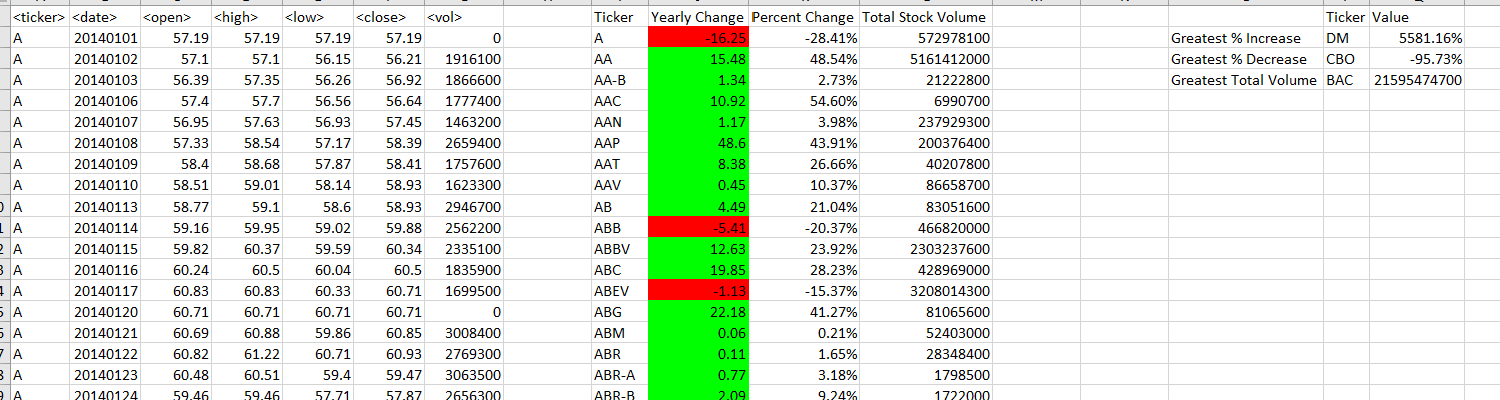 <ticker> <date> <open> <high> <low> <close> <vol> Ticker Yearly Change Percent Change Total Stock Volume Ticker Value
A 20140101 57.19 57.19 57.19 57.19 0 A -16.25 -28.41% 572978100 Greatest % Increase DM 5581.16%
A 20140102 57.1 57.1 56.15 56.21 1916100 AA 15.48 48.54% 5161412000 Greatest % Decrease CBO -95.73%
A 20140103 56.39 57.35 56.26 56.92 1866600 AA-B 1.34 2.73% 21222800 Greatest Total Volume BAC 21595474700
A 20140106 57.4 57.7 56.56 56.64 1777400 AAC 10.92 54.60% 6990700
A 20140107 56.95 57.63 56.93 57.45 1463200 AAN 1.17 3.98% 237929300
A 20140108 57.33 58.54 57.17 58.39 2659400 AAP 48.6 43.91% 200376400
A 20140109 58.4 58.68 57.87 58.41 1757600 AAT 8.38 26.66% 40207800
A 20140110 58.51 59.01 58.14 58.93 1623300 AAV 0.45 10.37% 86658700
A 20140113 58.77 59.1 58.6 58.93 2946700 AB 4.49 21.04% 83051600
A 20140114 59.16 59.95 59.02 59.88 2562200 ABB -5.41 -20.37% 466820000
A 20140115 59.82 60.37 59.59 60.34 2335100 ABBV 12.63 23.92% 2303237600
A 20140116 60.24 60.5 60.04 60.5 1835900 ABC 19.85 28.23% 428969000
A 20140117 60.83 60.83 60.33 60.71 1699500 ABEV -1.13 -15.37% 3208014300
A 20140120 60.71 60.71 60.71 60.71 0 ABG 22.18 41.27% 81065600
A 20140121 60.69 60.88 59.86 60.85 3008400 ABM 0.06 0.21% 52403000
A 20140122 60.82 61.22 60.71 60.93 2769300 ABR 0.11 1.65% 28348400
A 20140123 60.48 60.51 59.4 59.47 3063500 ABR-A 0.77 3.18% 1798500
A 20140124 59.46 59.46 57.71 57.87 2656300 ABR-B 2.09 9.24% 1722000